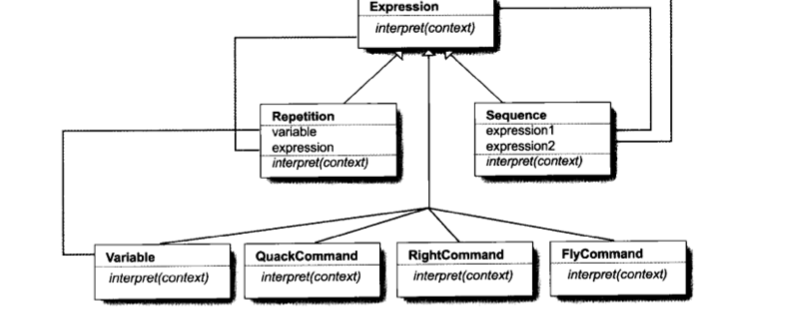 Expression
interpret(context)
Repetition
variable
expression
interpret(context)
Sequence
expression1
expression2
interpret(context)
Variable
interpret(context)
QuackCommand
interpret(context)
RightCommand
interpret(context)
FlyCommand
interpret(context)